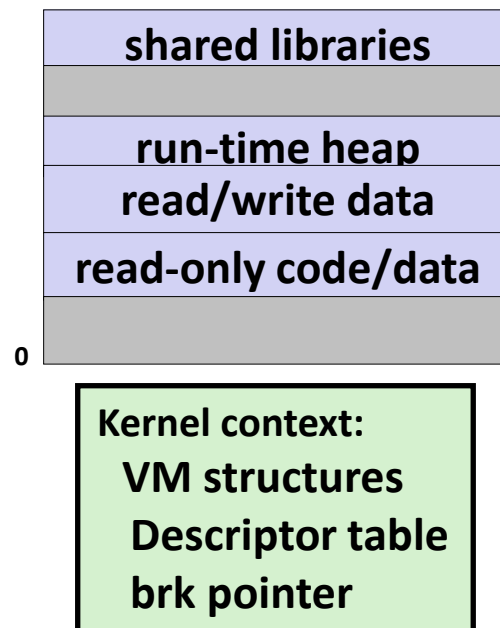 shared libraries
run-time heap
read/write data
read-only code/data
0
Kernel context:
VM structures
Descriptor table
brk pointer